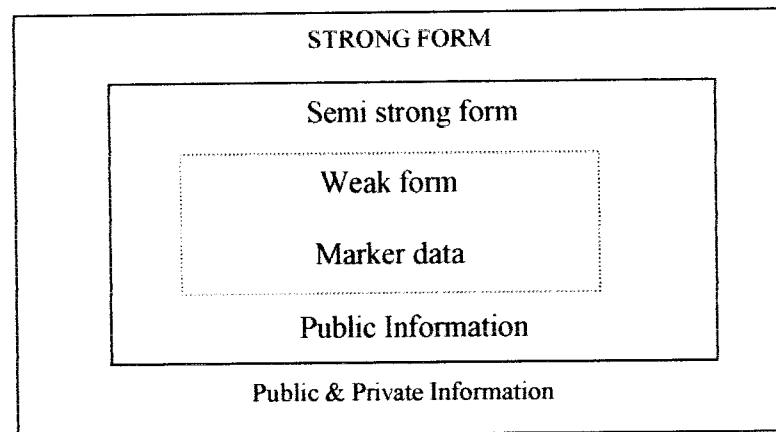 STRONG FORM
Semi strong form
Weak form
Marker data
Public Information
Public & Private Information